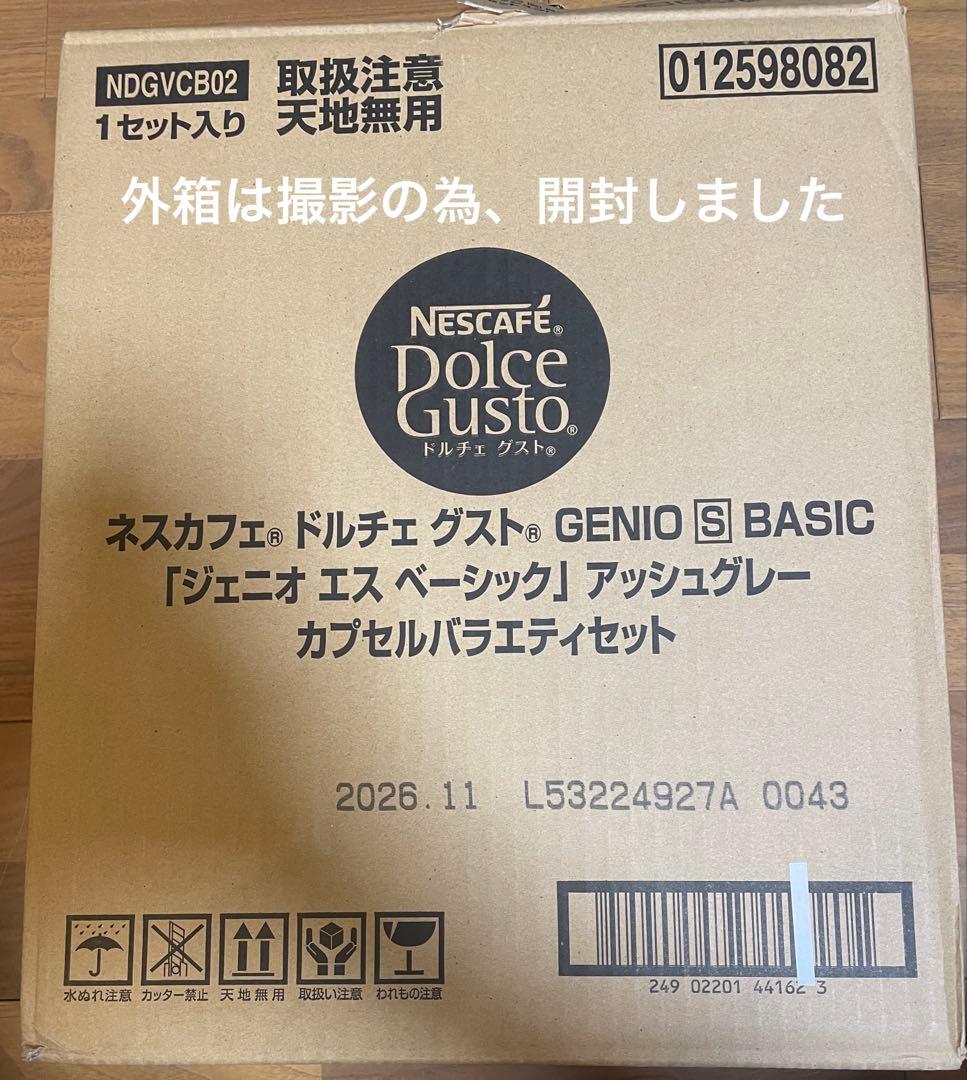 NDGVCB02
1セット入り
取扱注意
天地無用
012598082
外箱は撮影の為、開封しました
NESCAFÉ®
Dolce
Gusto®
ドルチェ グスト®
ネスカフェ® ドルチェ グスト® GENIO S BASIC
「ジェニオ エス ベーシック」 アッシュグレー
カプセルバラエティセット
2026.11 L53224927A 0043
水ぬれ注意 カッター禁止 天地無用 取扱い注意 われもの注意
249 02201 44162 3